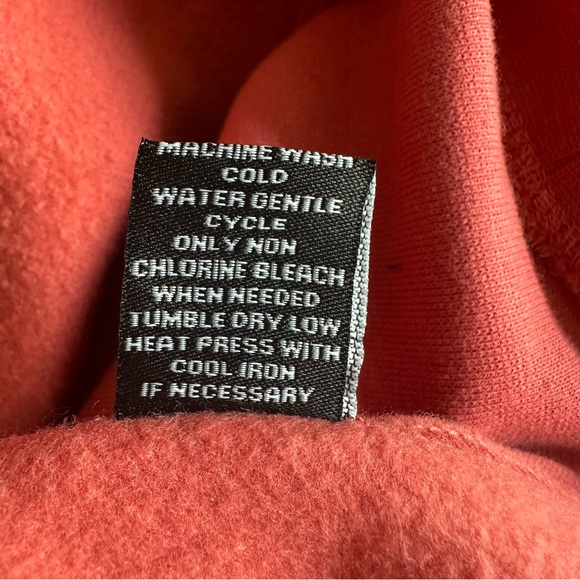 MACHINE WASH
COLD
WATER GENTLE
CYCLE
ONLY NON
CHLORINE BLEACH
WHEN NEEDED
TUMBLE DRY LOW
HEAT PRESS WITH
COOL IRON
IF NECESSARY